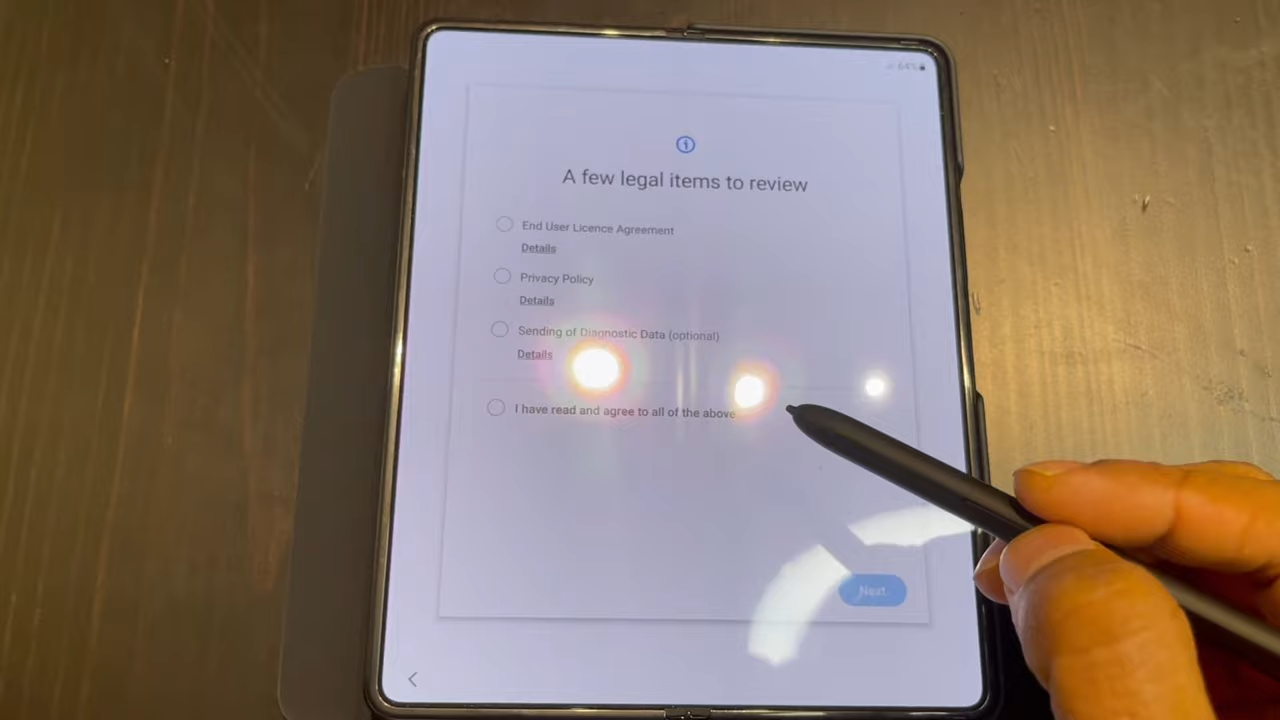 64%
A few legal items to review
End User Licence Agreement
Details
Privacy Policy
Details
Sending of Diagnostic Data (optional)
Details
I have read and agree to all of the above
Next